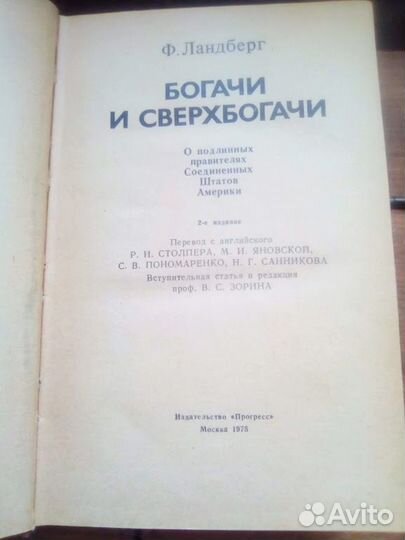 Ф. Ландберг
БОГАЧИ
И СВЕРХБОГАЧИ
О подлинных
правителях
Соединенных
Штатов
Америки
2-е издание
Перевод с английского
Р. И. СТОЛПЕРА, М. И. ЯНОВСКОЙ,
С. В. ПОНОМАРЕНКО, Н. Г. САННИКОВА
Вступительная статья и редакция
проф. В. С. ЗОРИНА
Издательство «Прогресс»
Москва 1975
Avito